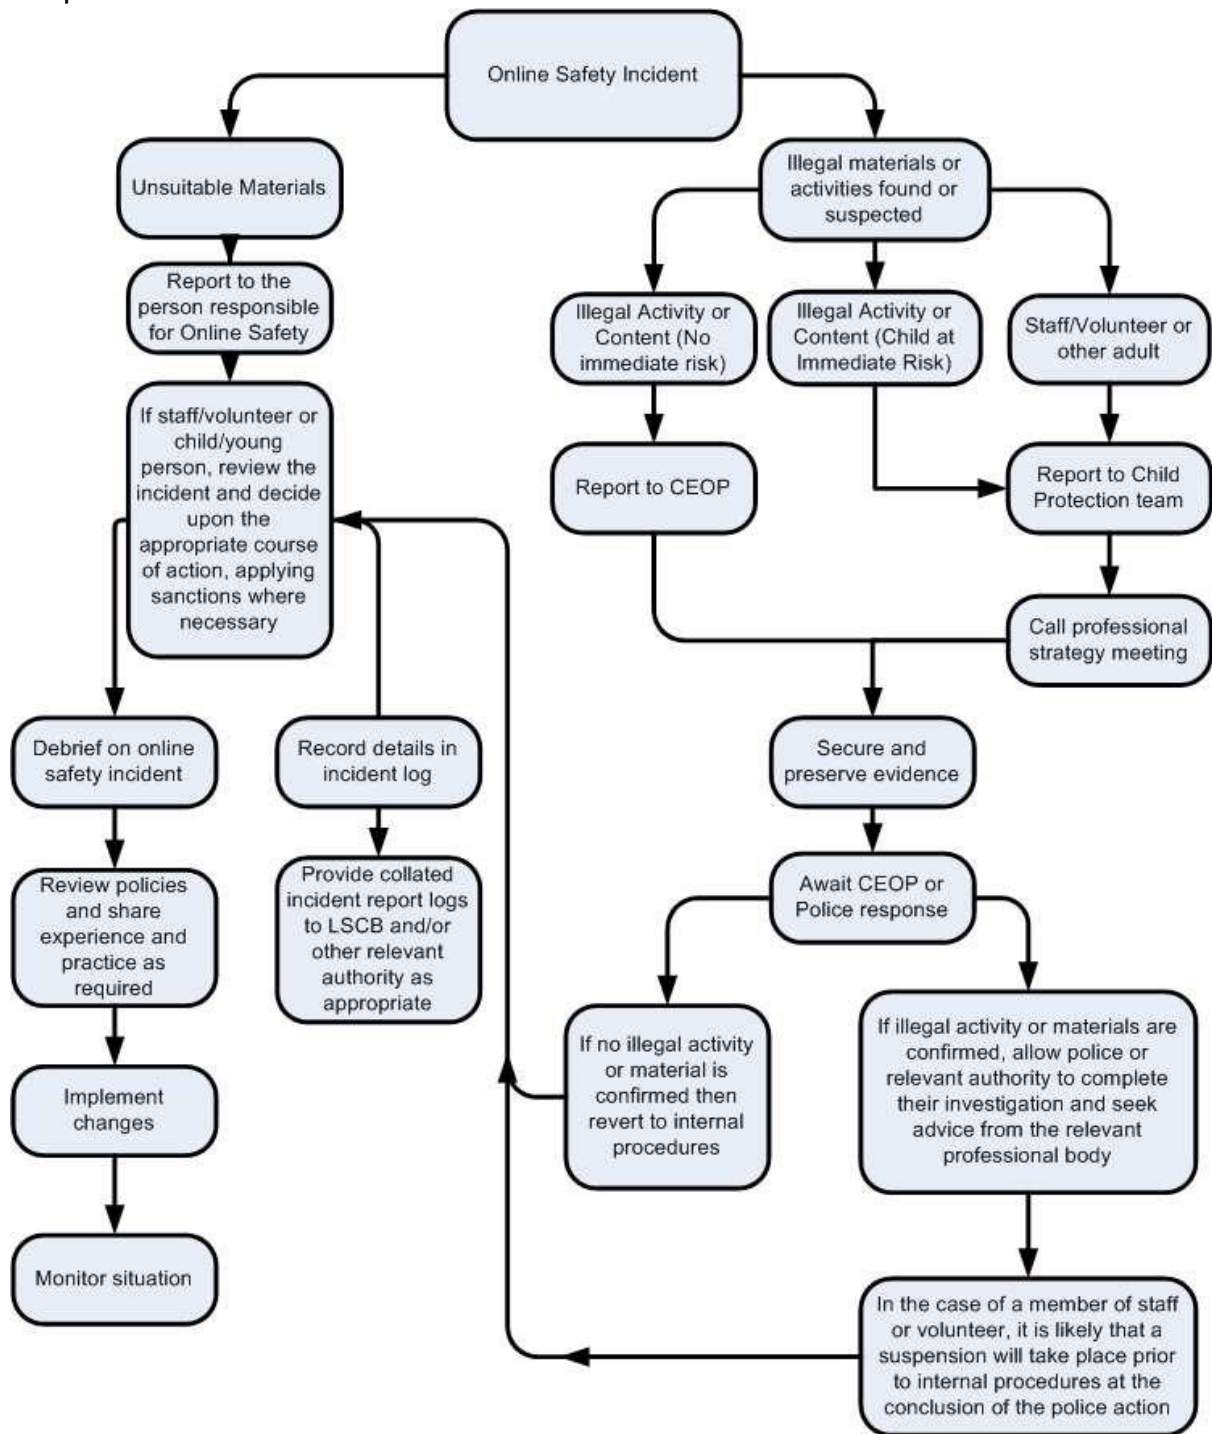 Online Safety Incident
Unsuitable Materials
Illegal materials or
activities found or
suspected
Report to the
person responsible
for Online Safety
Illegal Activity or
Content (No
immediate risk)
Illegal Activity or
Content (Child at
Immediate Risk)
Staff/Volunteer or
other adult
If staff/volunteer or
child/young
person, review the
incident and decide
upon the
appropriate course
of action, applying
sanctions where
necessary
Report to CEOP
Report to Child
Protection team
Call professional
strategy meeting
Debrief on online
safety incident
Record details in
incident log
Secure and
preserve evidence
Review policies
and share
experience and
practice as
required
Provide collated
incident report logs
to LSCB and/or
other relevant
authority as
appropriate
Await CEOP or
Police response
If no illegal activity
or material is
confirmed then
revert to internal
procedures
If illegal activity or materials are
confirmed, allow police or
relevant authority to complete
their investigation and seek
advice from the relevant
professional body
Implement
changes
Monitor situation
In the case of a member of staff
or volunteer, it is likely that a
suspension will take place prior
to internal procedures at the
conclusion of the police action